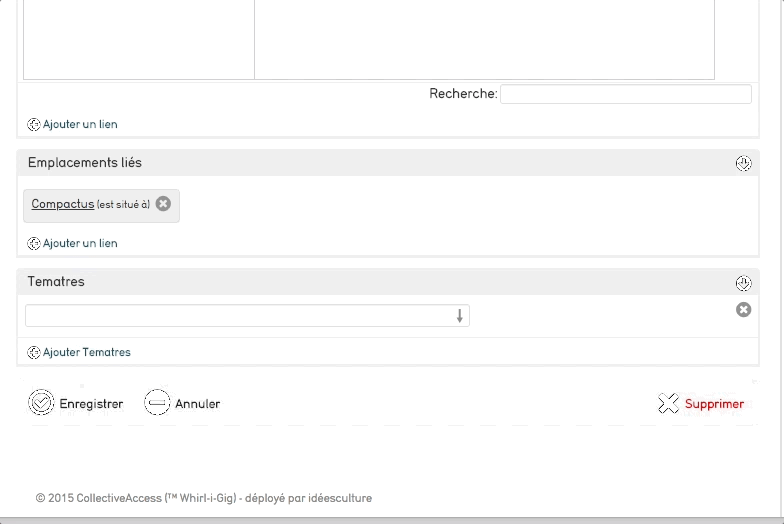 Recherche:
Ajouter un lien
Emplacements liés
Compactus (est situé à)
Ajouter un lien
Tematres
Ajouter Tematres
Enregistrer Annuler Supprimer
© 2015 CollectiveAccess (™ Whirl-i-Gig) - déployé par idéesculture